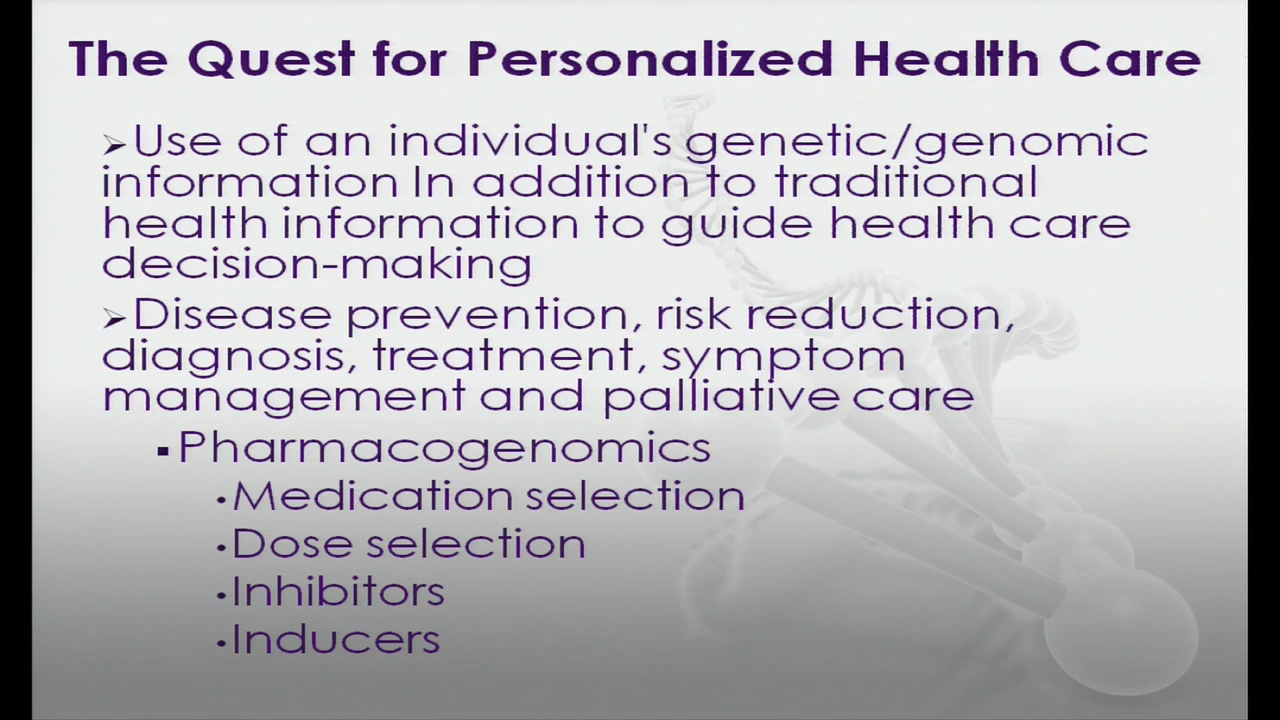 The Quest for Personalized Health Care
➢Use of an individual's genetic/genomic
information In addition to traditional
health information to guide health care
decision-making
➢Disease prevention, risk reduction,
diagnosis, treatment, symptom
management and palliative care
▪Pharmacogenomics
•Medication selection
•Dose selection
•Inhibitors
•Inducers